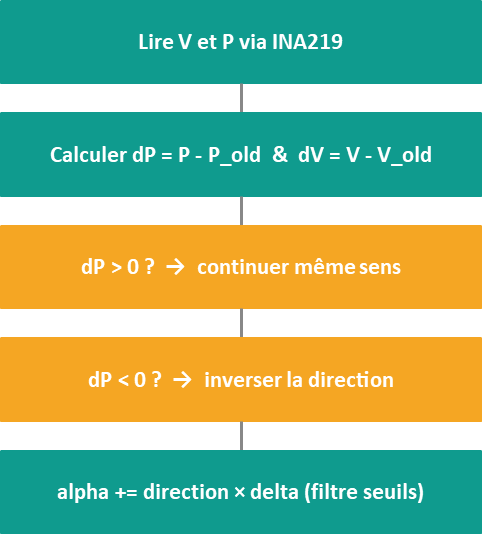 Lire V et P via INA219
Calculer dP = P - P_old & dV = V - V_old
dP > 0 ? → continuer même sens
dP < 0 ? → inverser la direction
alpha += direction × delta (filtre seuils)